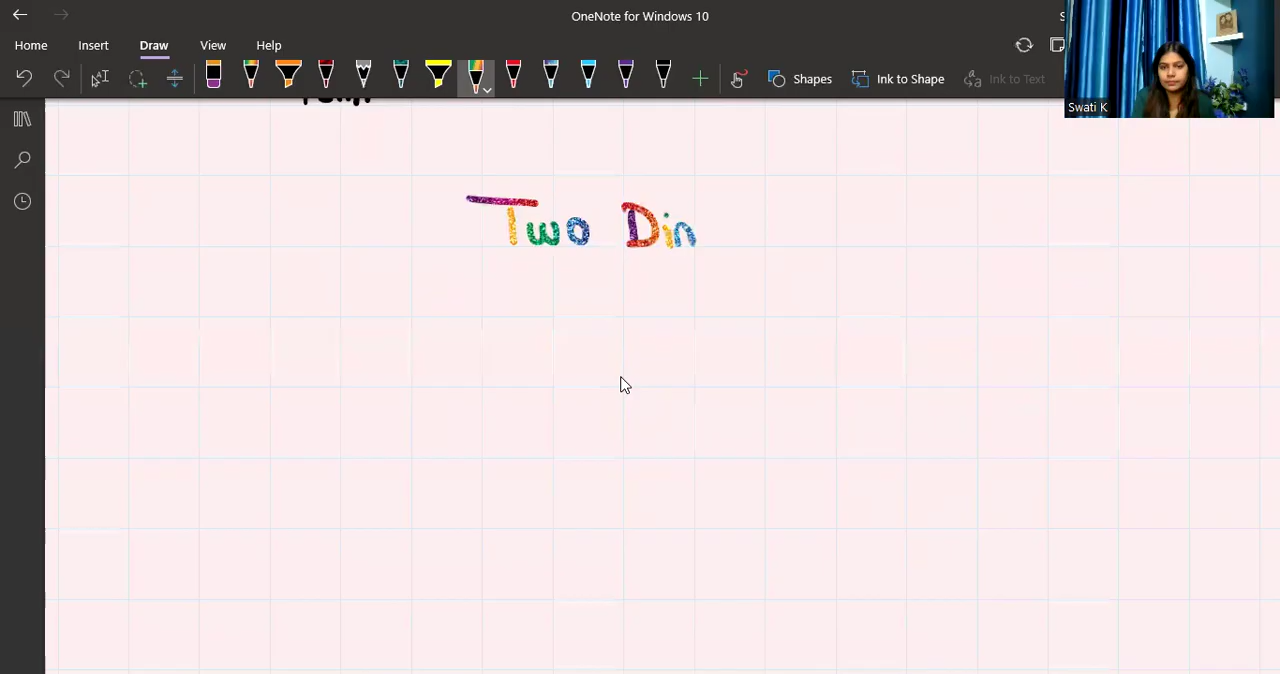 OneNote for Windows 10
S
Home Insert Draw View Help
Shapes Ink to Shape Ink to Text
Swati K
Two Din